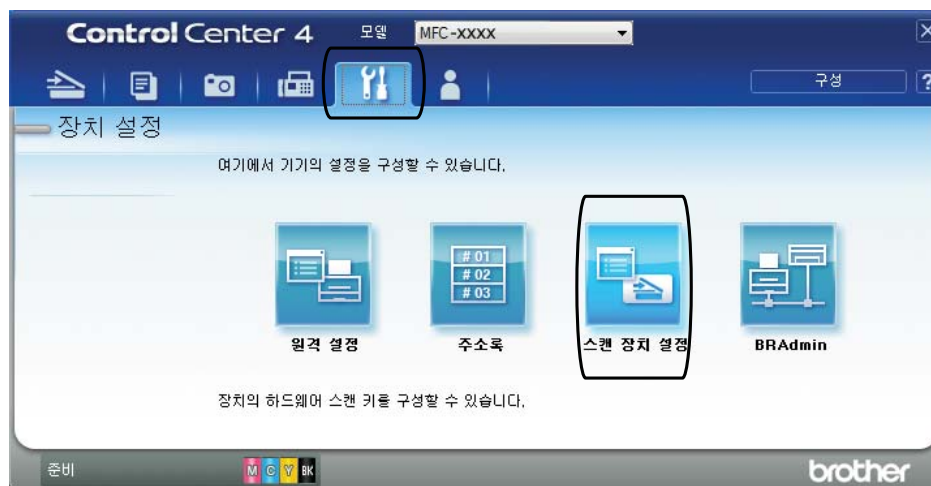 Control Center 4 모델 MFC-XXXX X
구성 ?
장치 설정
여기에서 기기의 설정을 구성할 수 있습니다.
# 01
# 02
# 03
원격 설정 주소록 스캔 장치 설정 BRAdmin
장치의 하드웨어 스캔 키를 구성할 수 있습니다.
준비 M C Y BK brother